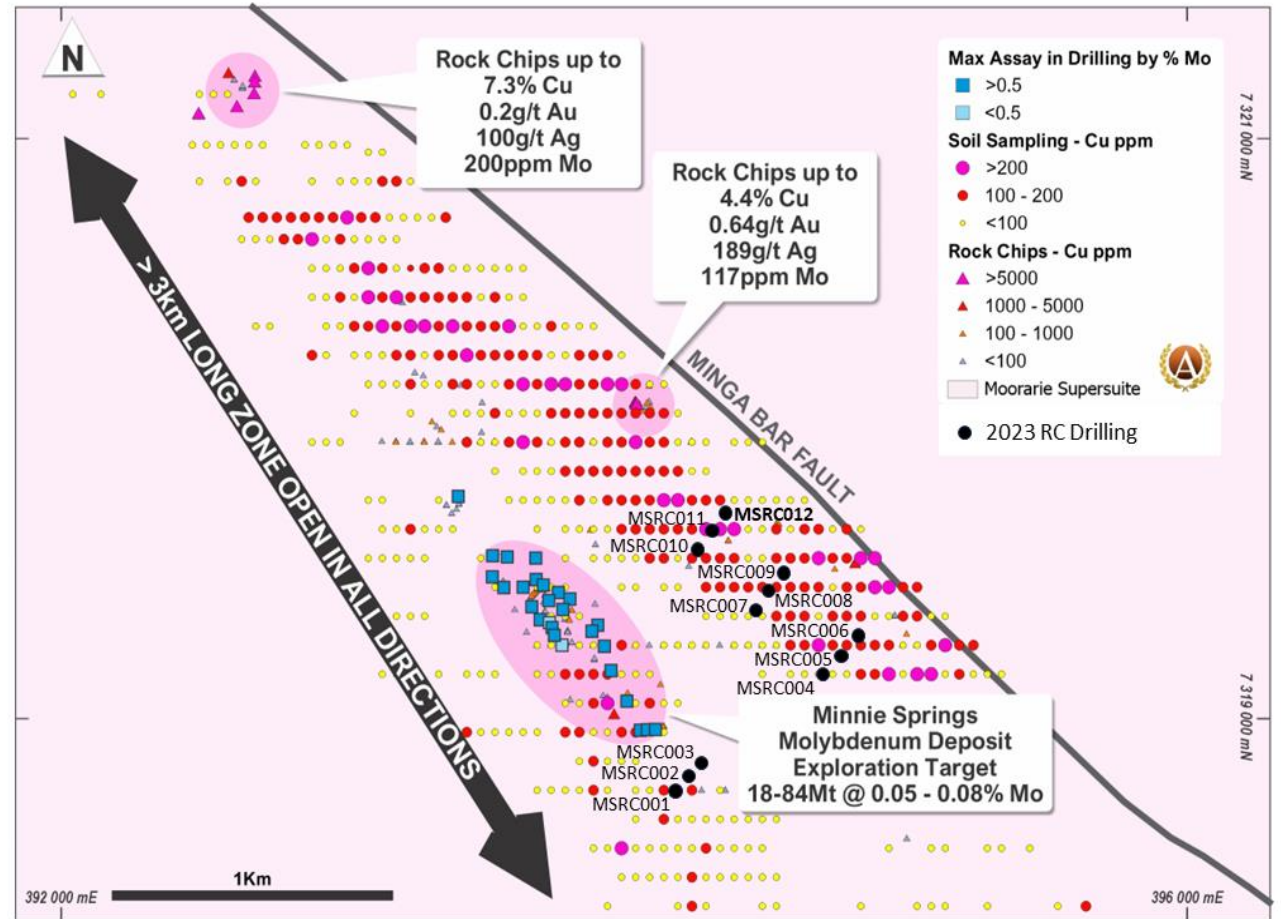 N
Rock Chips up to
7.3% Cu
0.2g/t Au
100g/t Ag
200ppm Mo
Rock Chips up to
4.4% Cu
0.64g/t Au
189g/t Ag
117ppm Mo
Max Assay in Drilling by % Mo
>0.5
<0.5
Soil Sampling - Cu ppm
>200
100 - 200
<100
Rock Chips - Cu ppm
>5000
1000 - 5000
100 - 1000
<100
Moorarie Supersuite
2023 RC Drilling
A
7 321 000 mN
> 3km LONG ZONE OPEN IN ALL DIRECTIONS
MINGA BAR FAULT
MSRC011
MSRC012
MSRC010
MSRC009
MSRC008
MSRC007
MSRC006
MSRC005
MSRC004
7 319 000 mN
Minnie Springs
Molybdenum Deposit
Exploration Target
18-84Mt @ 0.05 - 0.08% Mo
MSRC003
MSRC002
MSRC001
1Km
392 000 mE
396 000 mE